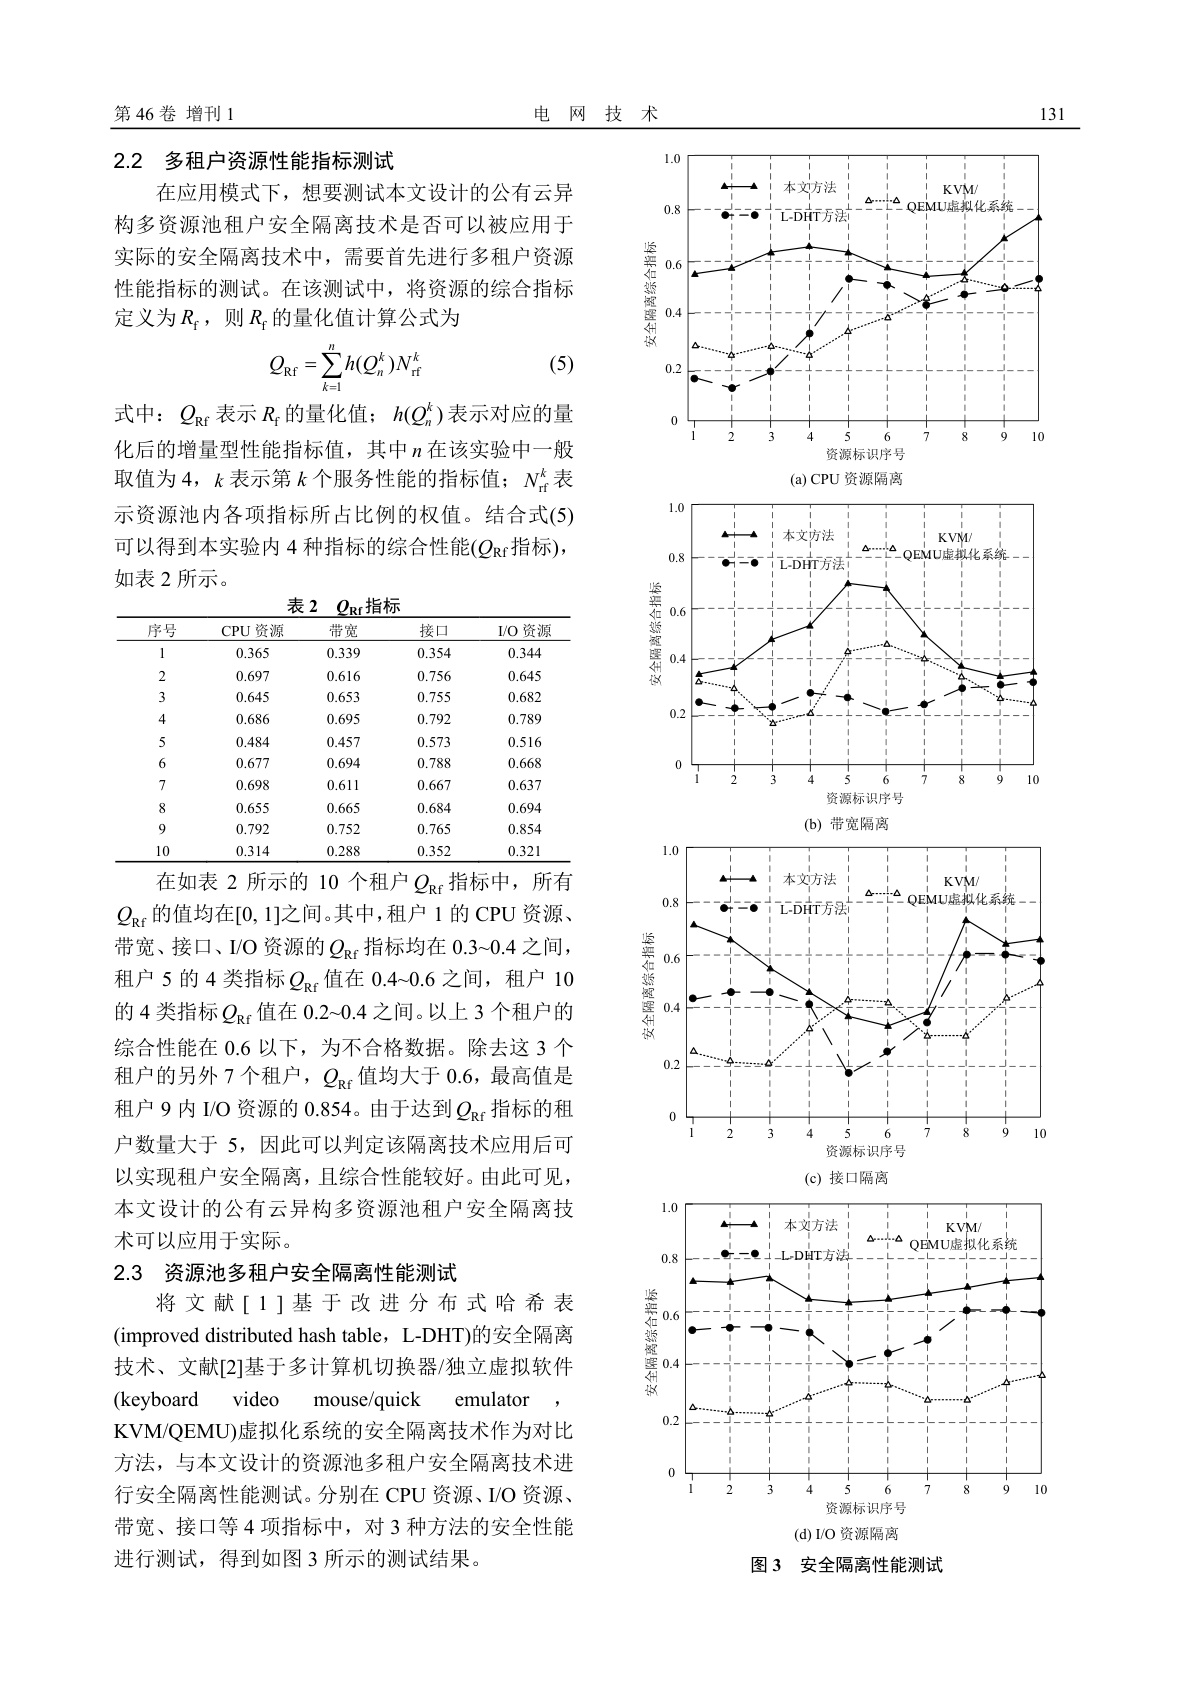 第 46 卷 增刊 1 电 网 技 术 131
2.2 多租户资源性能指标测试
在应用模式下，想要测试本文设计的公有云异
构多资源池租户安全隔离技术是否可以被应用于
实际的安全隔离技术中，需要首先进行多租户资源
性能指标的测试。在该测试中，将资源的综合指标
定义为 R_f ，则 R_f 的量化值计算公式为
Q_Rf = ∑_{k=1}^{n} h(Q_n^k)N_rf^k (5)
式中：Q_Rf 表示 R_f 的量化值；h(Q_n^k) 表示对应的量
化后的增量型性能指标值，其中 n 在该实验中一般
取值为 4，k 表示第 k 个服务性能的指标值；N_rf^k 表
示资源池内各项指标所占比例的权值。结合式(5)
可以得到本实验内 4 种指标的综合性能(Q_Rf 指标)，
如表 2 所示。
表 2 Q_Rf 指标
序号 CPU 资源 带宽 接口 I/O 资源
1 0.365 0.339 0.354 0.344
2 0.697 0.616 0.756 0.645
3 0.645 0.653 0.755 0.682
4 0.686 0.695 0.792 0.789
5 0.484 0.457 0.573 0.516
6 0.677 0.694 0.788 0.668
7 0.698 0.611 0.667 0.637
8 0.655 0.665 0.684 0.694
9 0.792 0.752 0.765 0.854
10 0.314 0.288 0.352 0.321
在如表 2 所示的 10 个租户 Q_Rf 指标中，所有
Q_Rf 的值均在[0, 1]之间。其中，租户 1 的 CPU 资源、
带宽、接口、I/O 资源的 Q_Rf 指标均在 0.3~0.4 之间，
租户 5 的 4 类指标 Q_Rf 值在 0.4~0.6 之间，租户 10
的 4 类指标 Q_Rf 值在 0.2~0.4 之间。以上 3 个租户的
综合性能在 0.6 以下，为不合格数据。除去这 3 个
租户的另外 7 个租户，Q_Rf 值均大于 0.6，最高值是
租户 9 内 I/O 资源的 0.854。由于达到 Q_Rf 指标的租
户数量大于 5，因此可以判定该隔离技术应用后可
以实现租户安全隔离，且综合性能较好。由此可见，
本文设计的公有云异构多资源池租户安全隔离技
术可以应用于实际。
2.3 资源池多租户安全隔离性能测试
将文献[1]基于改进分布式哈希表
(improved distributed hash table，L-DHT)的安全隔离
技术、文献[2]基于多计算机切换器/独立虚拟软件
(keyboard video mouse/quick emulator ，
KVM/QEMU)虚拟化系统的安全隔离技术作为对比
方法，与本文设计的资源池多租户安全隔离技术进
行安全隔离性能测试。分别在 CPU 资源、I/O 资源、
带宽、接口等 4 项指标中，对 3 种方法的安全性能
进行测试，得到如图 3 所示的测试结果。
安全隔离综合指标
1.0
0.8
0.6
0.4
0.2
0
本文方法
L-DHT方法
KVM/
QEMU虚拟化系统
1 2 3 4 5 6 7 8 9 10
资源标识序号
(a) CPU 资源隔离
安全隔离综合指标
1.0
0.8
0.6
0.4
0.2
0
本文方法
L-DHT方法
KVM/
QEMU虚拟化系统
1 2 3 4 5 6 7 8 9 10
资源标识序号
(b) 带宽隔离
安全隔离综合指标
1.0
0.8
0.6
0.4
0.2
0
本文方法
L-DHT方法
KVM/
QEMU虚拟化系统
1 2 3 4 5 6 7 8 9 10
资源标识序号
(c) 接口隔离
安全隔离综合指标
1.0
0.8
0.6
0.4
0.2
0
本文方法
L-DHT方法
KVM/
QEMU虚拟化系统
1 2 3 4 5 6 7 8 9 10
资源标识序号
(d) I/O 资源隔离
图 3 安全隔离性能测试